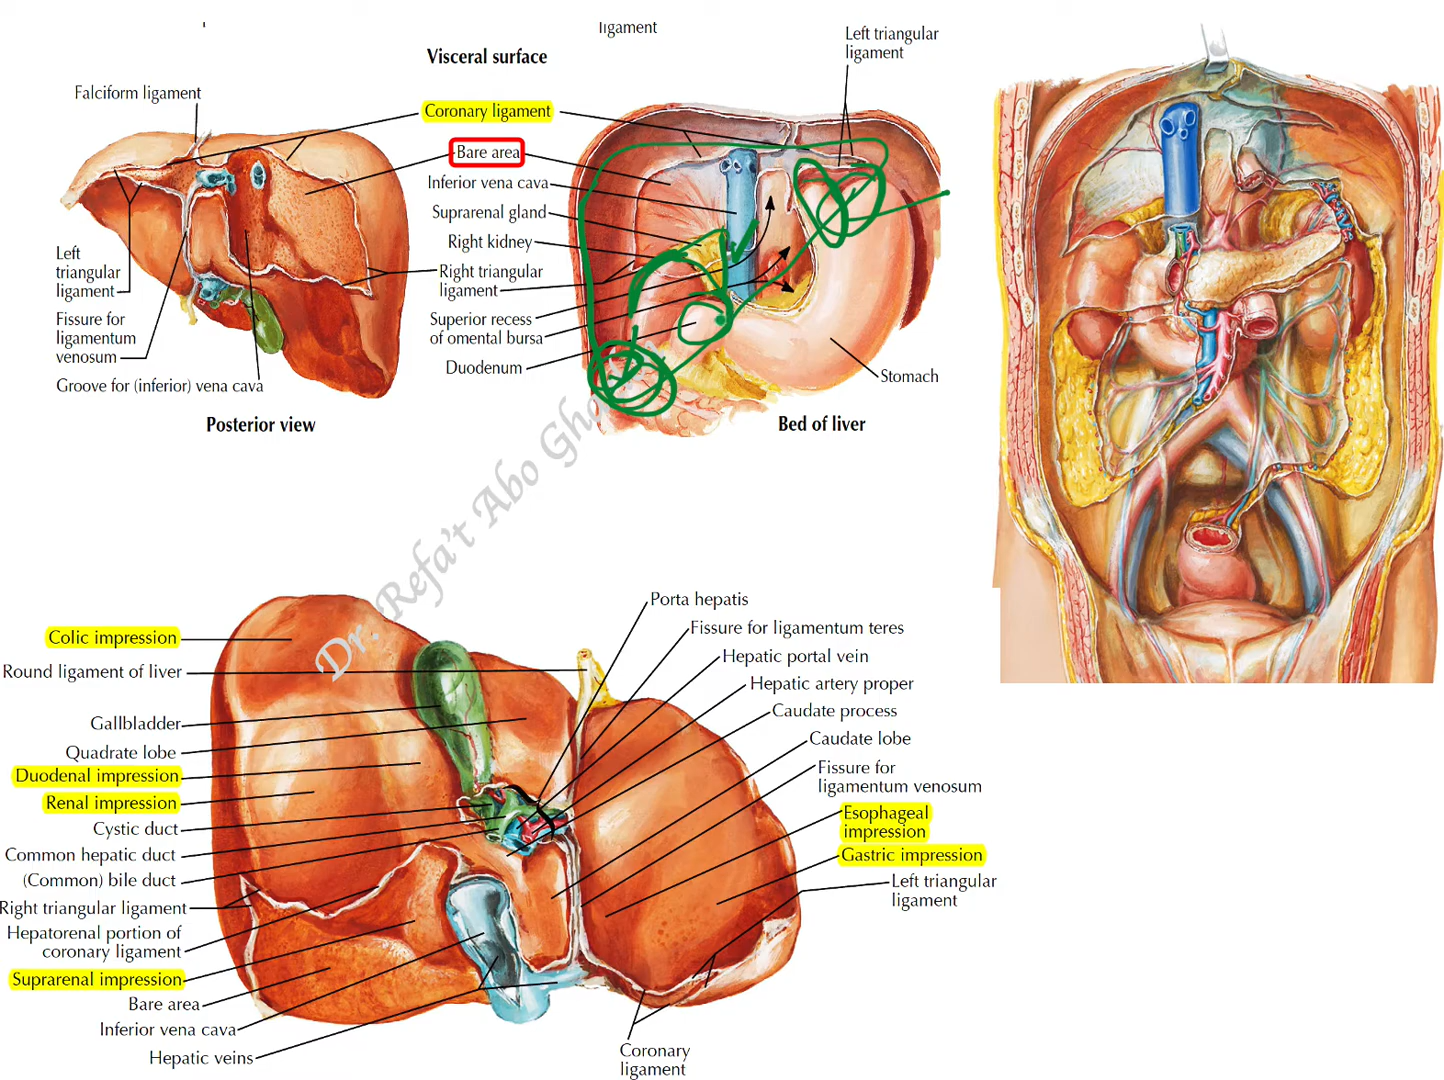 ligament
Visceral surface
Left triangular
ligament
Falciform ligament
Coronary ligament
Bare area
Inferior vena cava
Suprarenal gland
Right kidney
Left
triangular
ligament
Right triangular
ligament
Fissure for
ligamentum
venosum
Superior recess
of omental bursa
Duodenum
Groove for (inferior) vena cava
Stomach
Posterior view
Bed of liver
Dr. Refa't Abo Gho
Porta hepatis
Fissure for ligamentum teres
Hepatic portal vein
Hepatic artery proper
Caudate process
Caudate lobe
Fissure for
ligamentum venosum
Esophageal
impression
Gastric impression
Left triangular
ligament
Colic impression
Round ligament of liver
Gallbladder
Quadrate lobe
Duodenal impression
Renal impression
Cystic duct
Common hepatic duct
(Common) bile duct
Right triangular ligament
Hepatorenal portion of
coronary ligament
Suprarenal impression
Bare area
Inferior vena cava
Hepatic veins
Coronary
ligament